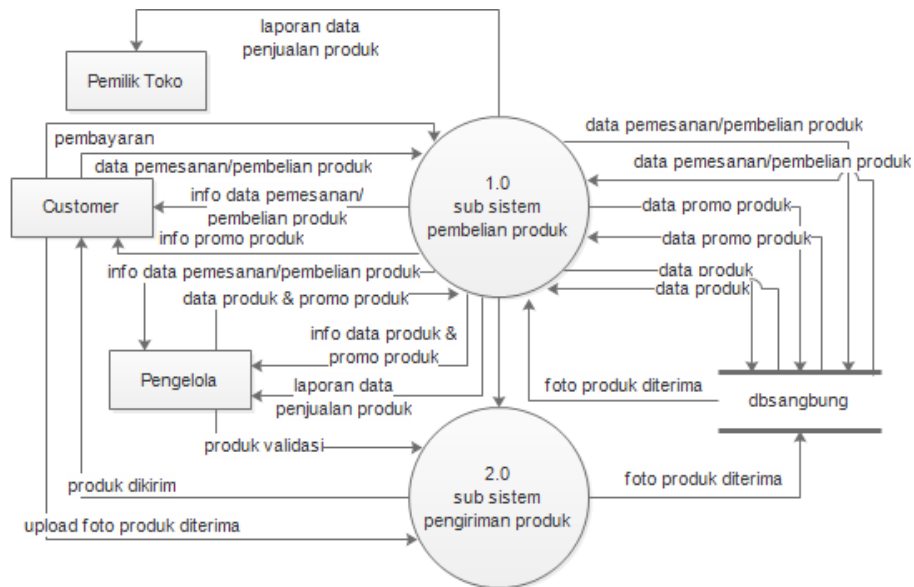 laporan data
penjualan produk
Pemilik Toko
pembayaran
data pemesanan/pembelian produk
data pemesanan/pembelian produk
data pemesanan/pembelian produk
Customer
info data pemesanan/
pembelian produk
info promo produk
1.0
sub sistem
pembelian produk
data promo produk
data promo produk
info data pemesanan/pembelian produk
data produk
data produk
data produk & promo produk
info data produk &
promo produk
Pengelola
laporan data
penjualan produk
foto produk diterima
dbsangbung
produk validasi
2.0
sub sistem
pengiriman produk
produk dikirim
foto produk diterima
upload foto produk diterima